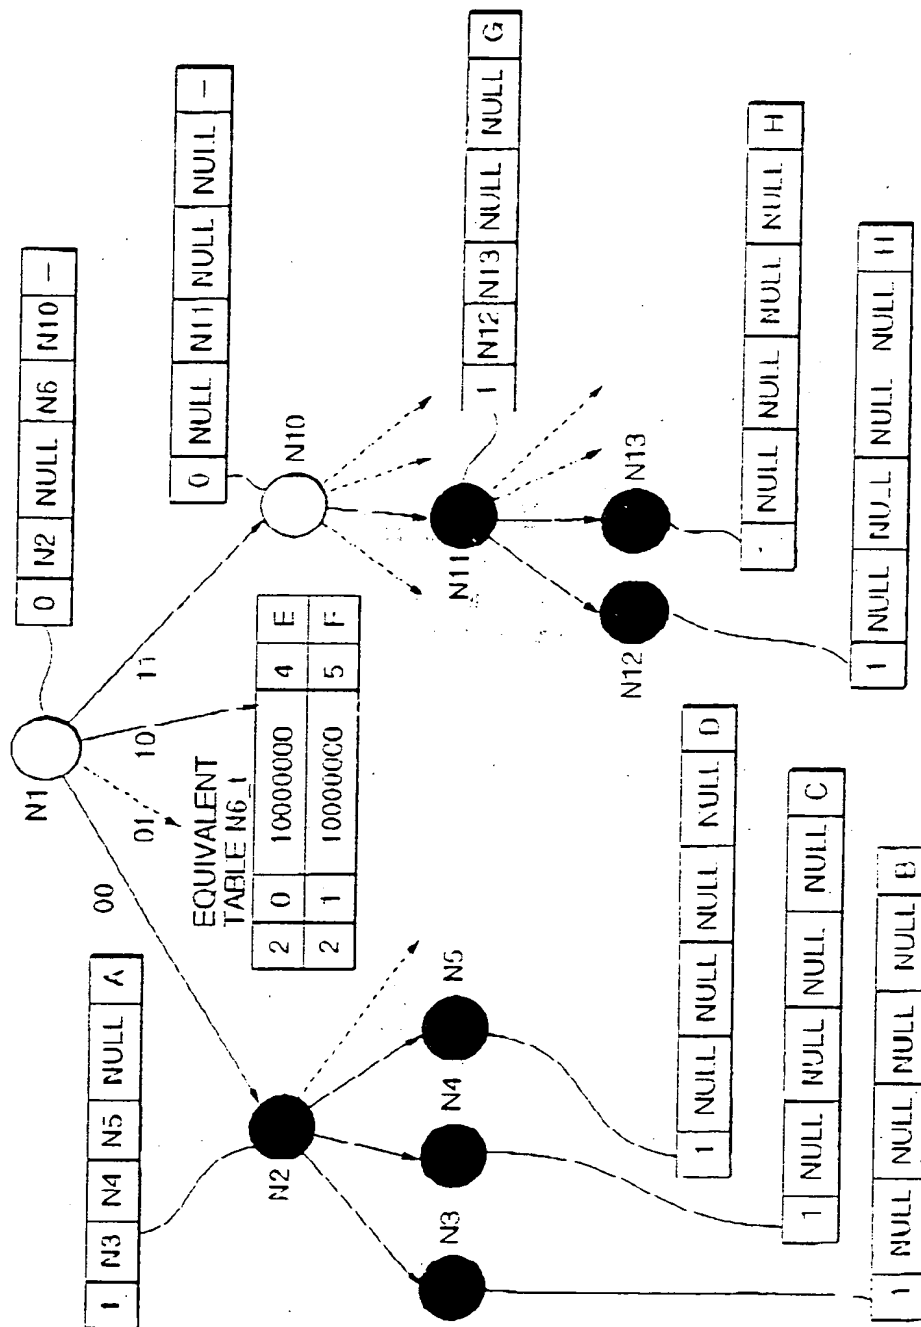 N1
0 N2 NULL N6 N10 –
00
01
10
11
1 N3 N4 N5 NULL A
N2
EQUIVALENT
TABLE N6_t
2 0 10000000 4 E
2 1 100000C0 5 F
0 NULL N11 NULL NULL –
N10
N3
N4
N5
N11
1 N12 N13 NULL NULL G
N12
N13
1 NULL NULL NULL NULL D
NULL NULL NULL NULL H
1 NULL NULL NULL NULL C
1 NULL NULL NULL NULL H
1 NULL NULL NULL NULL B